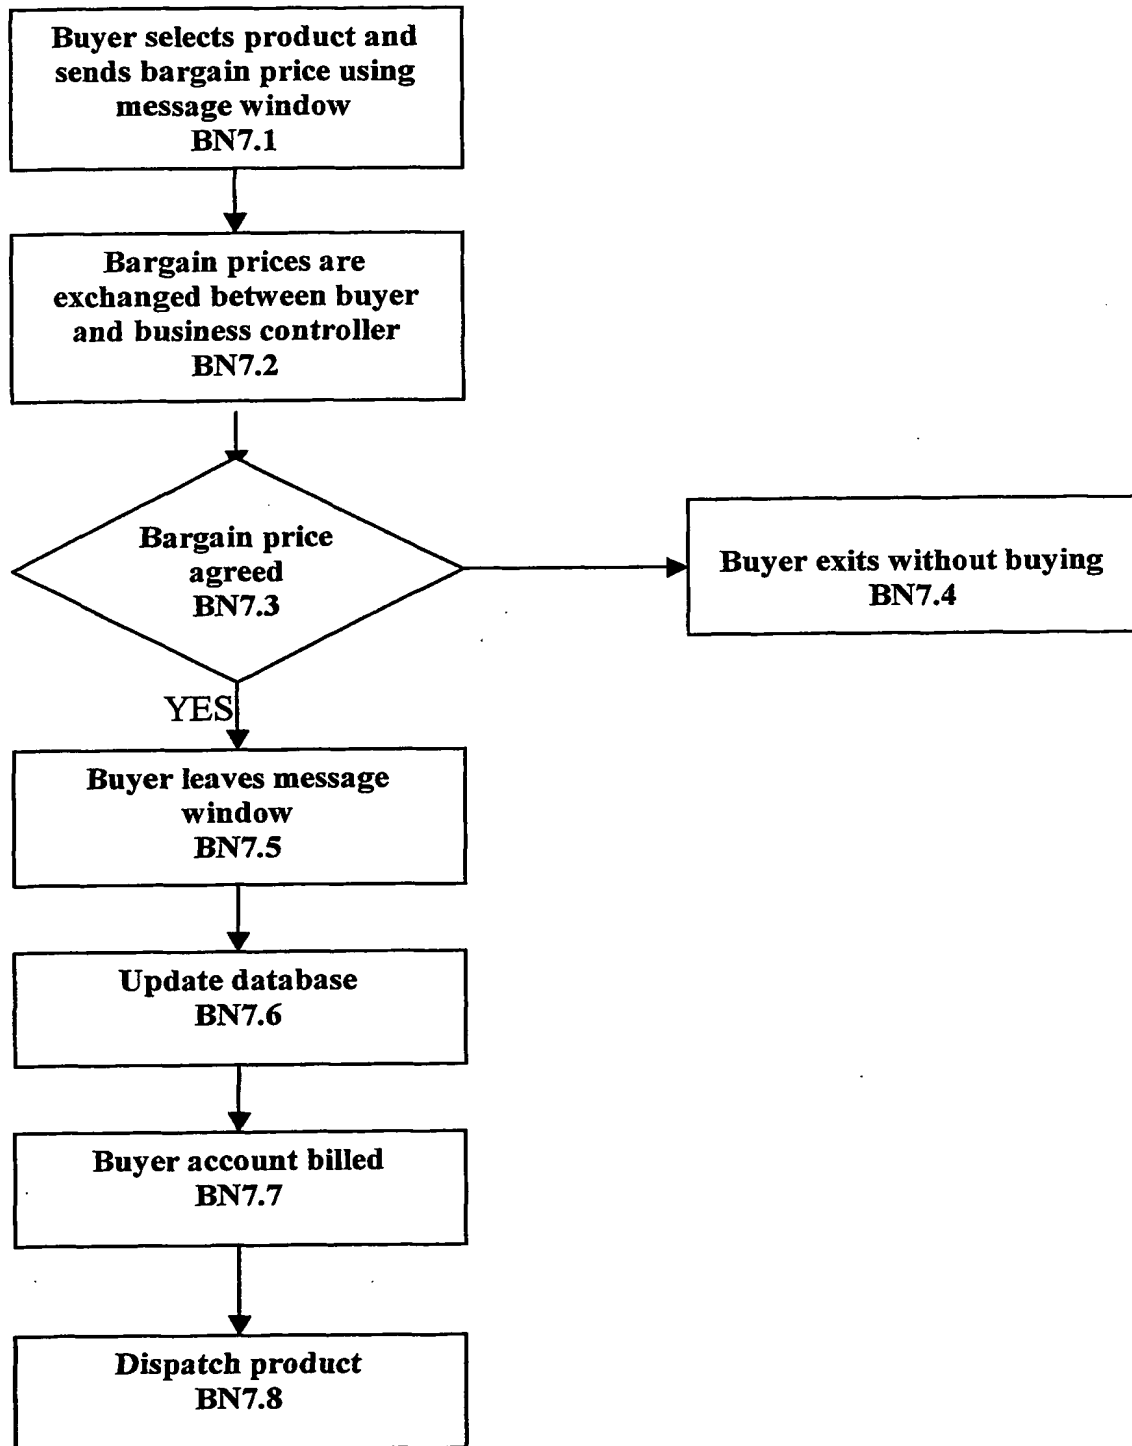 Buyer selects product and
sends bargain price using
message window
BN7.1
Bargain prices are
exchanged between buyer
and business controller
BN7.2
Bargain price
agreed
BN7.3
Buyer exits without buying
BN7.4
YES
Buyer leaves message
window
BN7.5
Update database
BN7.6
Buyer account billed
BN7.7
Dispatch product
BN7.8